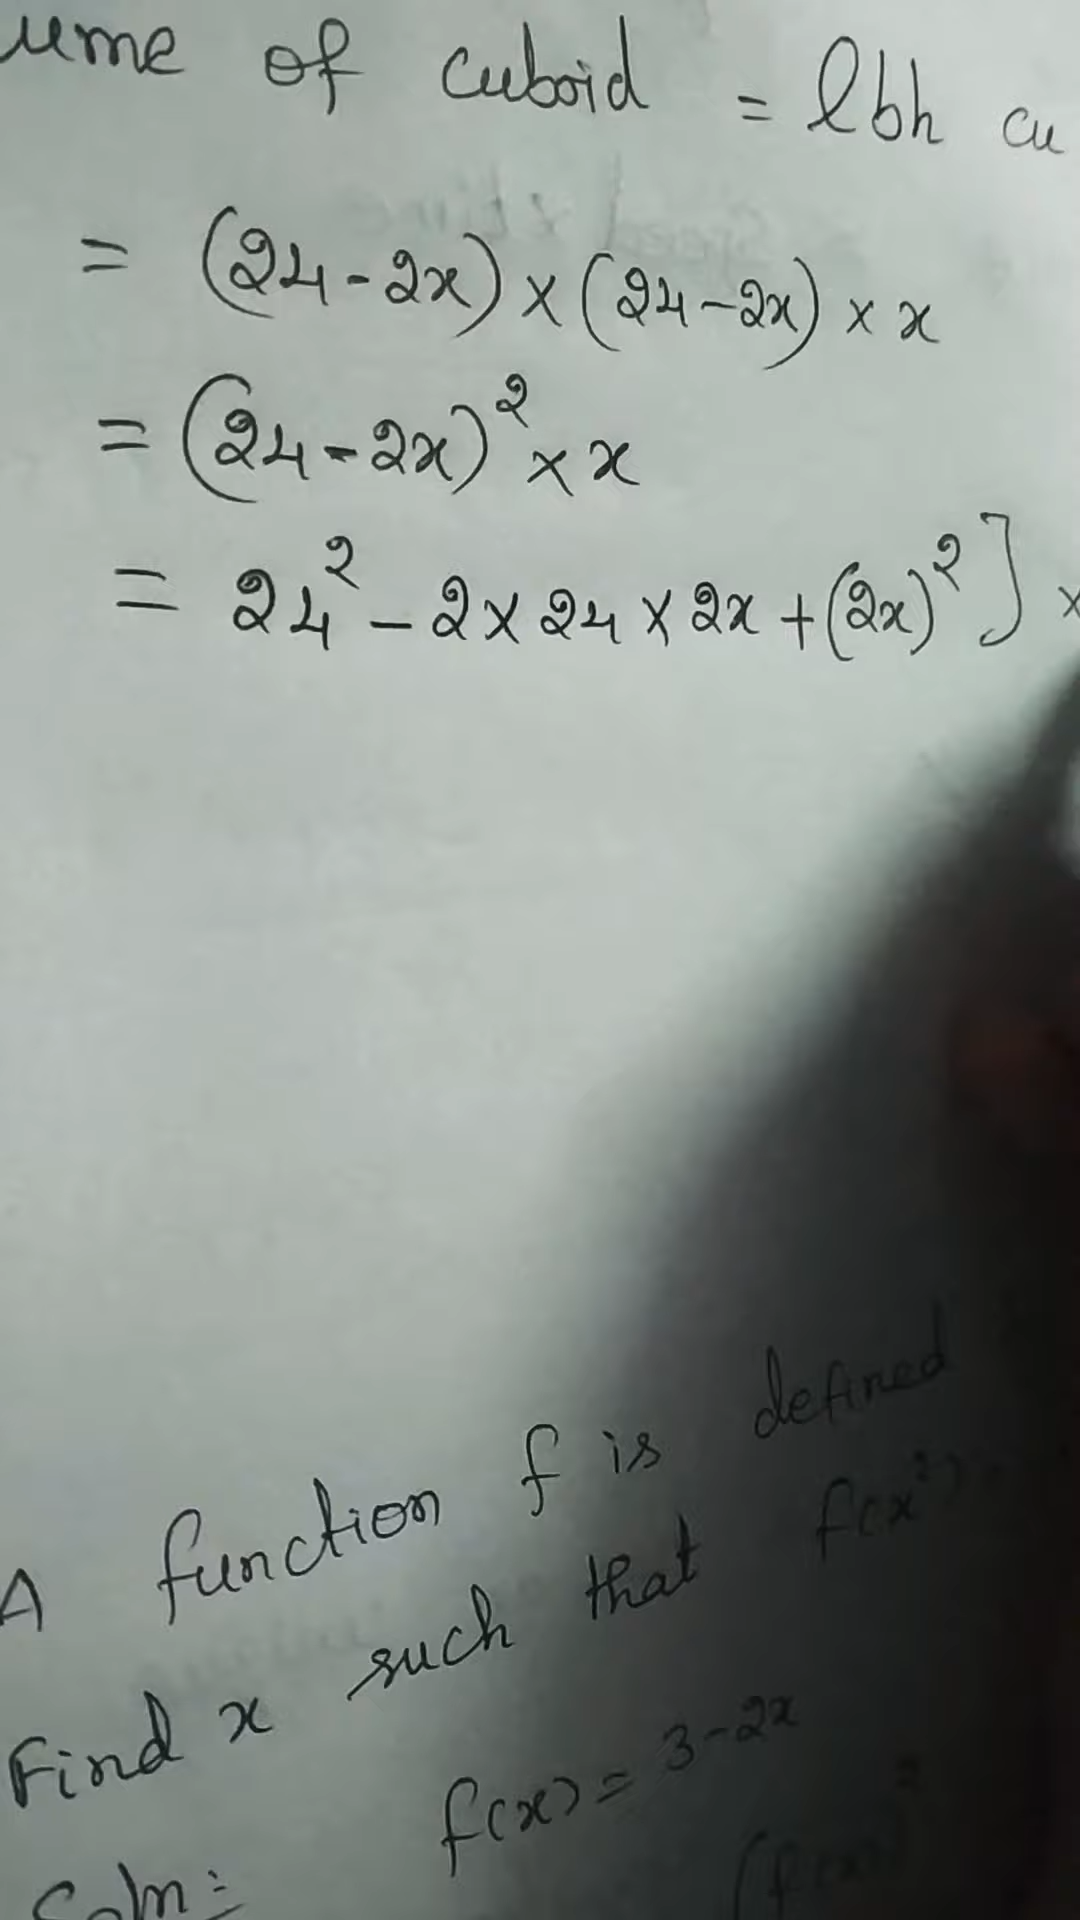 ume of cuboid = lbh cu
= (24-2x) × (24-2x) × x
= (24-2x)² × x
= 24² - 2 × 24 × 2x + (2x)² ] ×
A function f is defined
Find x such that f(x²)
Soln: f(x) = 3-2x
=